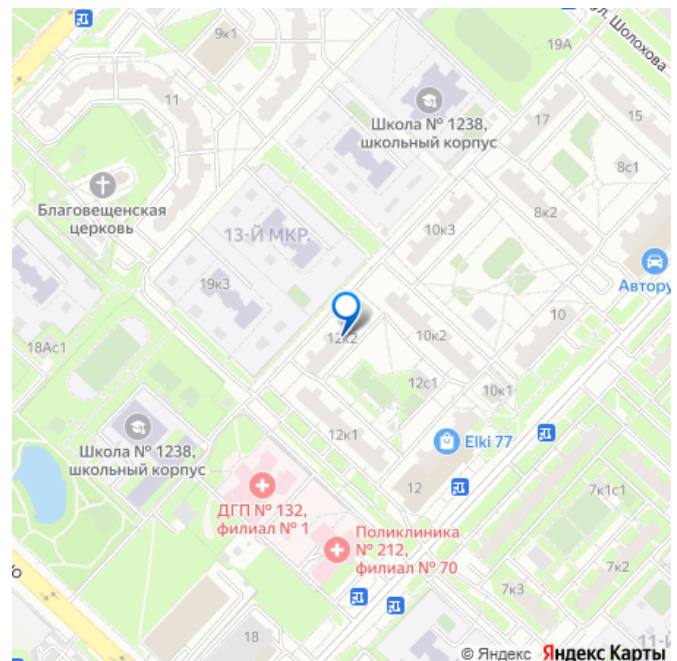 9к1
19А
ул. Шолохова
11
Школа № 1238,
школьный корпус
17
15
8с1
Благовещенская
церковь
8к2
10к3
13-Й МКР.
Автору
19к3
10
12к2
10к2
18Ас1
12с1
10к1
12к1
Elki 77
Школа № 1238,
школьный корпус
12
7к1с1
ДГП № 132,
филиал № 1
Поликлиника
№ 212,
филиал № 70
7к2
7к3
18
11-Й
© Яндекс Яндекс Карты